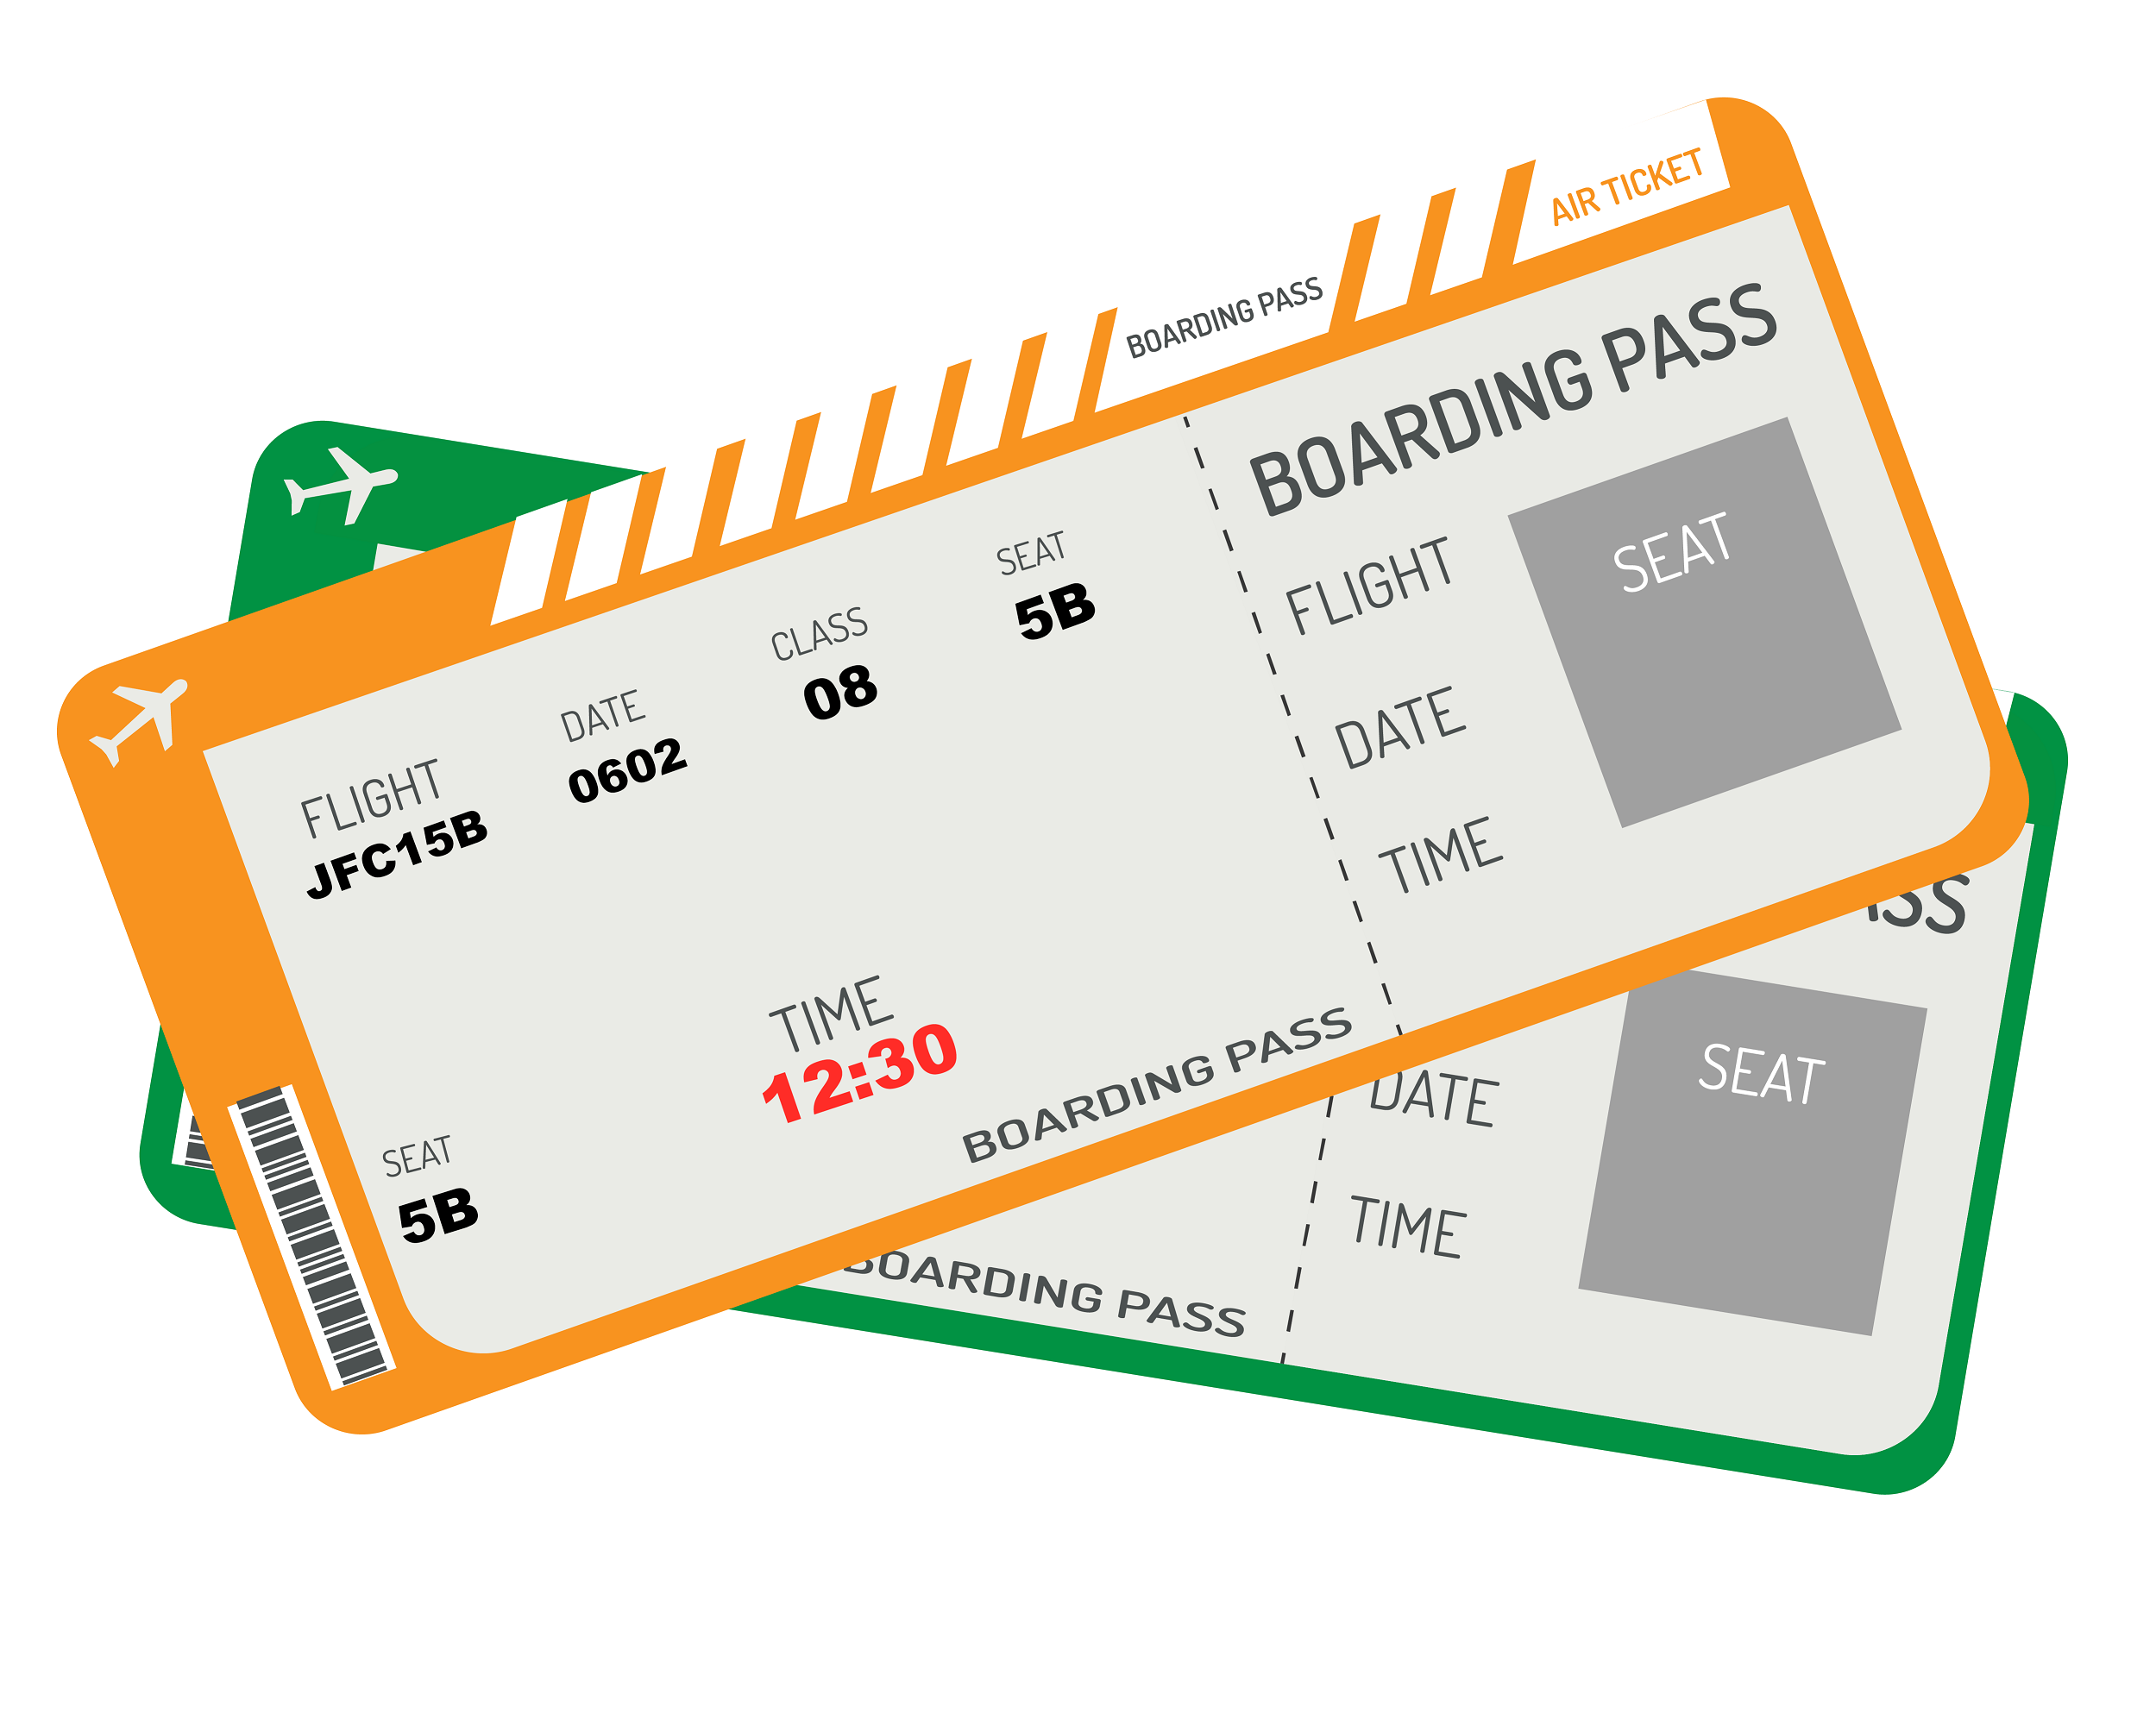 AIR TICKET
BOARDING PASS
BOARDING PASS
FLIGHT
JFC15B
DATE
0602
CLASS
08
SEAT
5B
TIME
12:30
SEAT
5B
BOARDING PASS
FLIGHT
DATE
TIME
SEAT
DATE
TIME
SEAT
BOARDING PASS